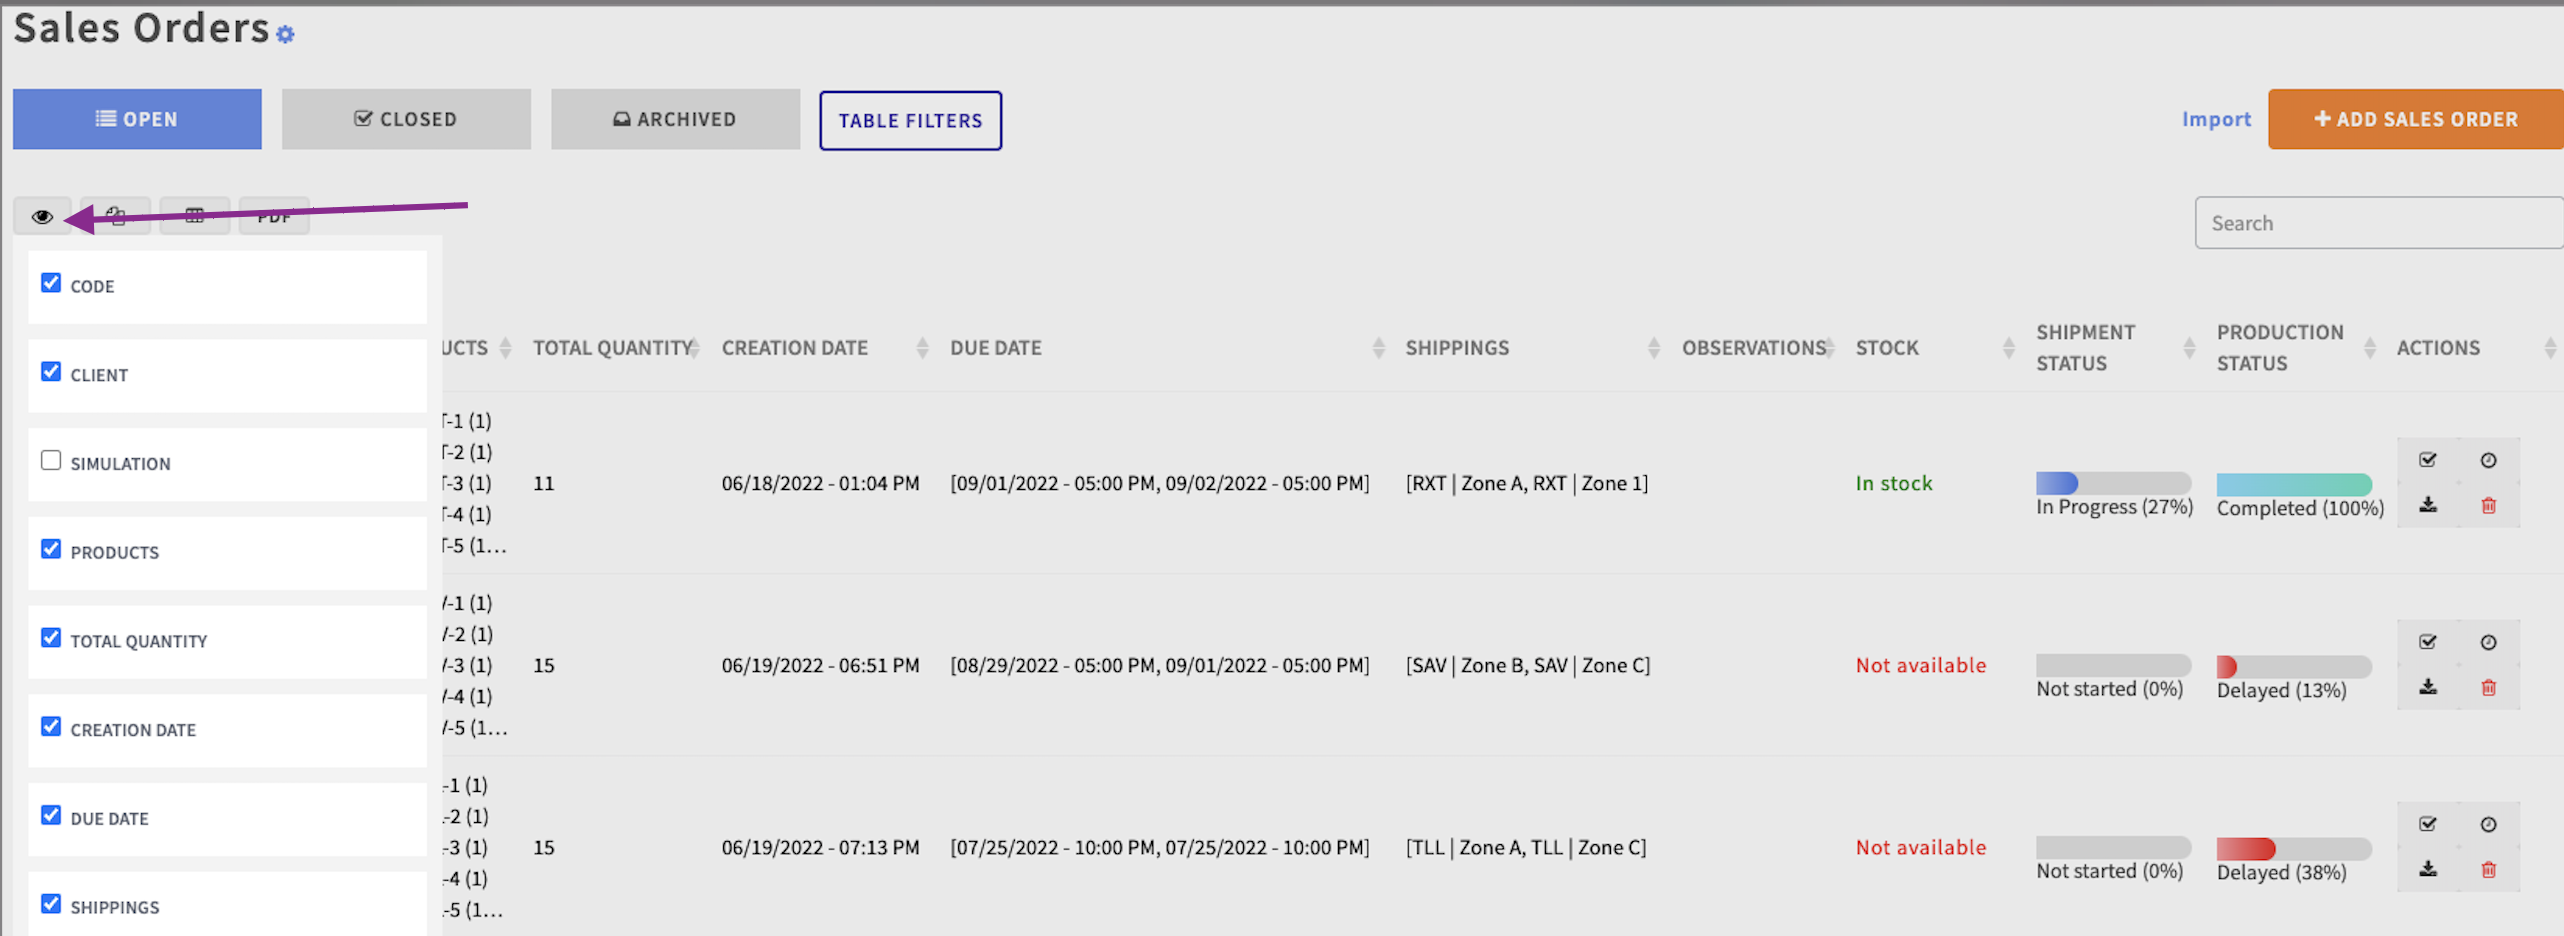 Sales Orders
OPEN
CLOSED
ARCHIVED
TABLE FILTERS
Import
+ ADD SALES ORDER
PDF
Search
CODE
CLIENT
SIMULATION
PRODUCTS
TOTAL QUANTITY
CREATION DATE
DUE DATE
SHIPPINGS
UCTS
TOTAL QUANTITY
CREATION DATE
DUE DATE
SHIPPINGS
OBSERVATIONS
STOCK
SHIPMENT
STATUS
PRODUCTION
STATUS
ACTIONS
T-1 (1)
T-2 (1)
T-3 (1)
T-4 (1)
T-5 (1...
11
06/18/2022 - 01:04 PM
[09/01/2022 - 05:00 PM, 09/02/2022 - 05:00 PM]
[RXT | Zone A, RXT | Zone 1]
In stock
In Progress (27%)
Completed (100%)
V-1 (1)
V-2 (1)
V-3 (1)
V-4 (1)
V-5 (1...
15
06/19/2022 - 06:51 PM
[08/29/2022 - 05:00 PM, 09/01/2022 - 05:00 PM]
[SAV | Zone B, SAV | Zone C]
Not available
Not started (0%)
Delayed (13%)
-1 (1)
-2 (1)
-3 (1)
-4 (1)
-5 (1...
15
06/19/2022 - 07:13 PM
[07/25/2022 - 10:00 PM, 07/25/2022 - 10:00 PM]
[TLL | Zone A, TLL | Zone C]
Not available
Not started (0%)
Delayed (38%)